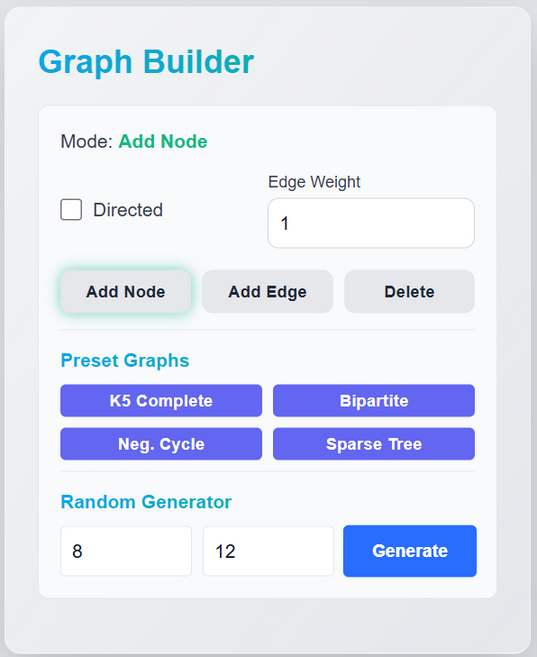 Graph Builder
Mode: Add Node
Directed
Edge Weight
1
Add Node
Add Edge
Delete
Preset Graphs
K5 Complete
Bipartite
Neg. Cycle
Sparse Tree
Random Generator
8
12
Generate